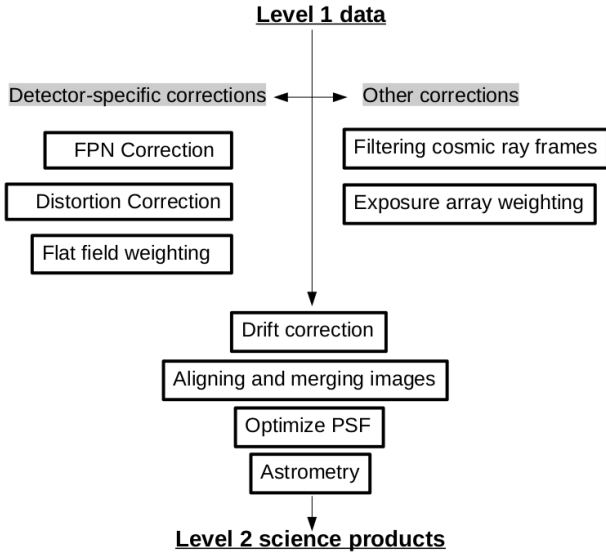 Level 1 data
Detector-specific corrections
Other corrections
FPN Correction
Filtering cosmic ray frames
Distortion Correction
Exposure array weighting
Flat field weighting
Drift correction
Aligning and merging images
Optimize PSF
Astrometry
Level 2 science products